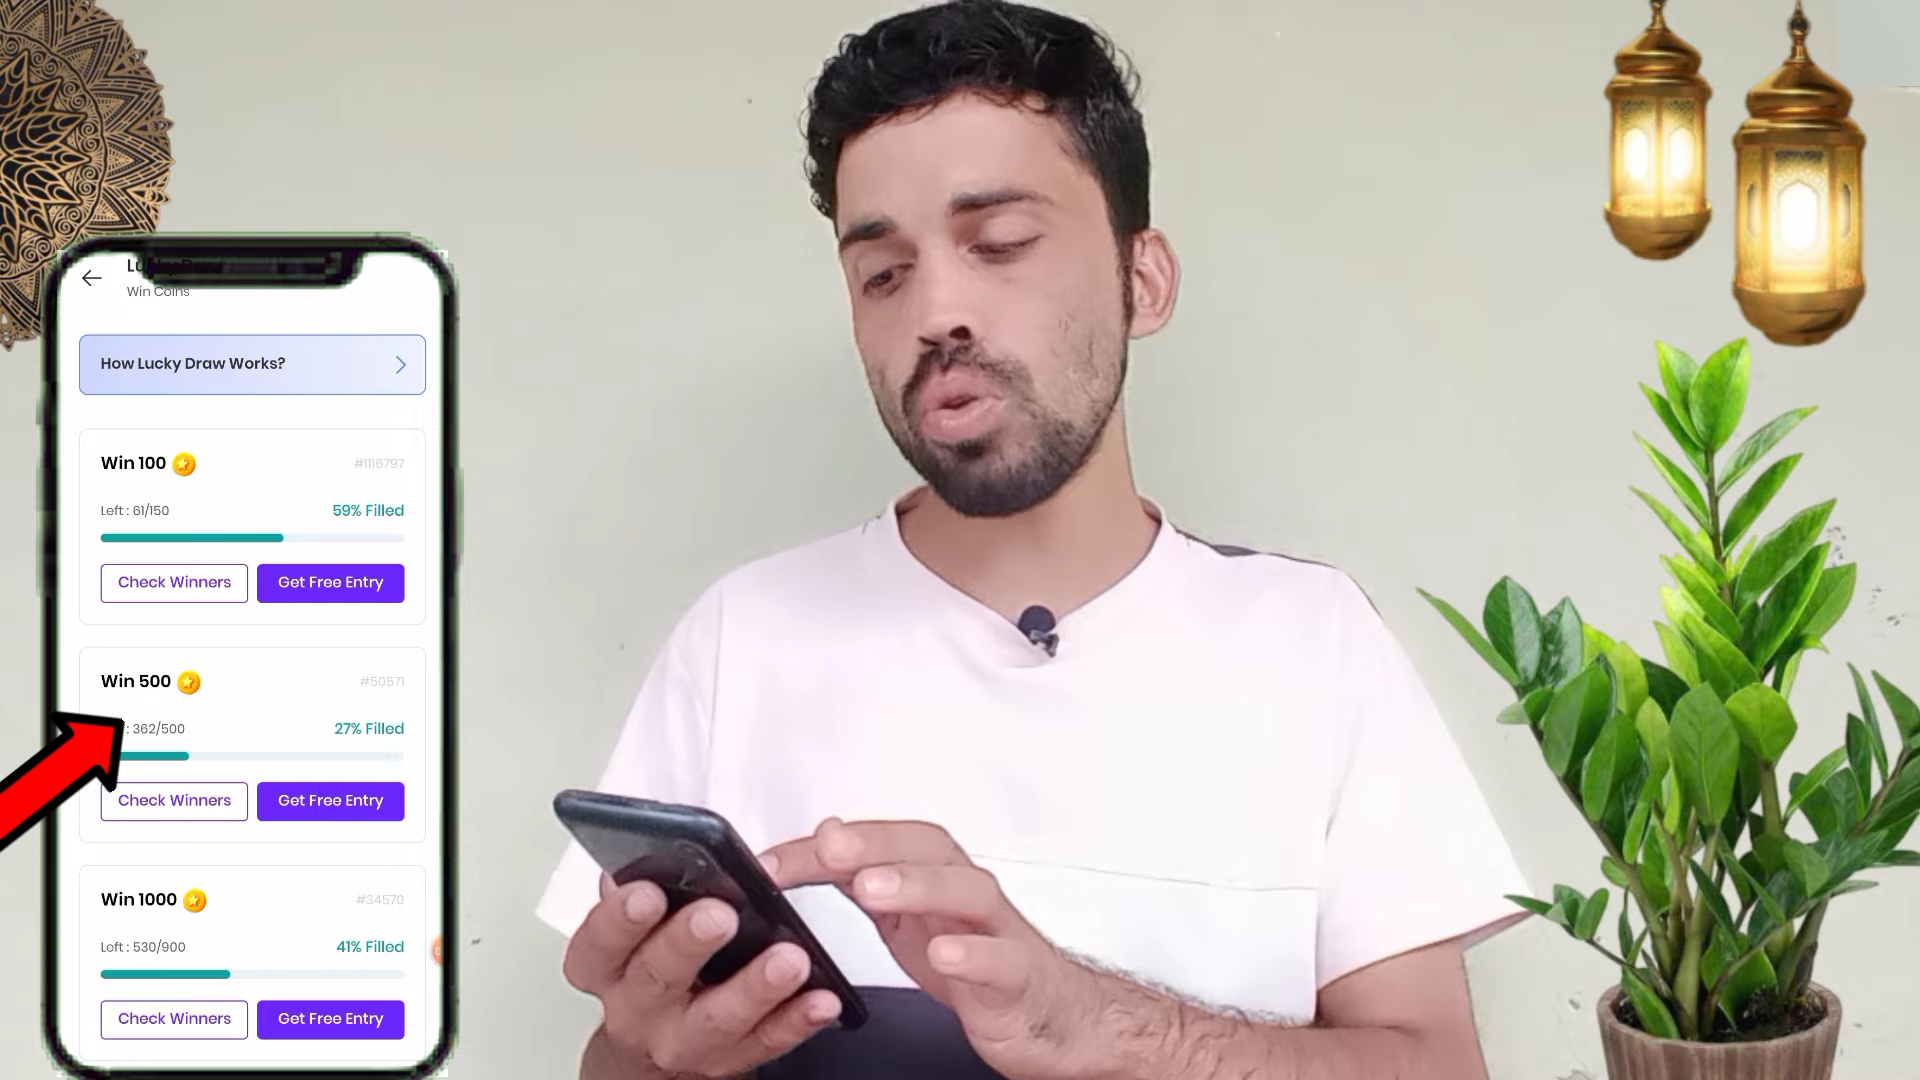 Win Coins
How Lucky Draw Works?
Win 100
#1116797
Left : 61/150
59% Filled
Check Winners
Get Free Entry
Win 500
#50571
: 362/500
27% Filled
Check Winners
Get Free Entry
Win 1000
#34570
Left : 530/900
41% Filled
Check Winners
Get Free Entry